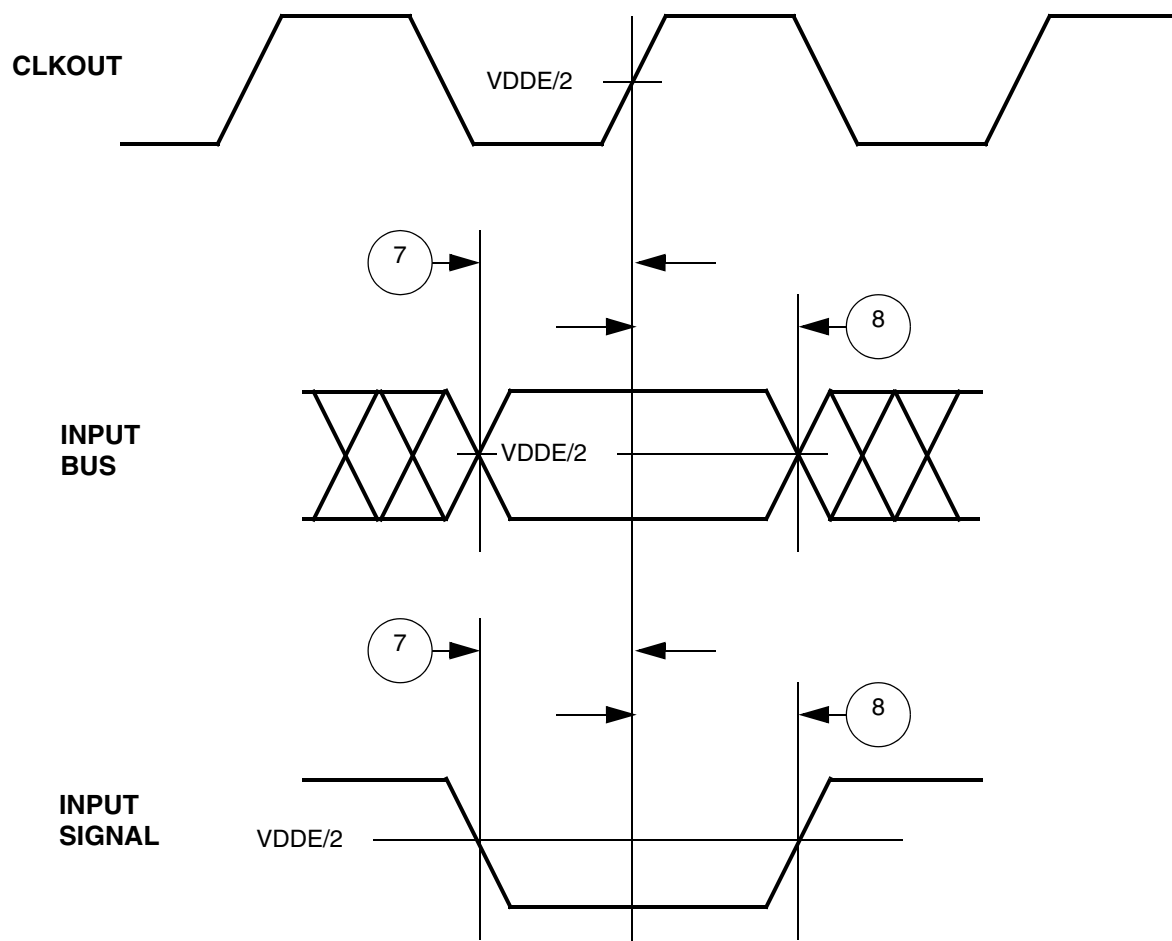 CLKOUT
VDDE/2
7
8
INPUT
BUS
VDDE/2
7
8
INPUT
SIGNAL
VDDE/2